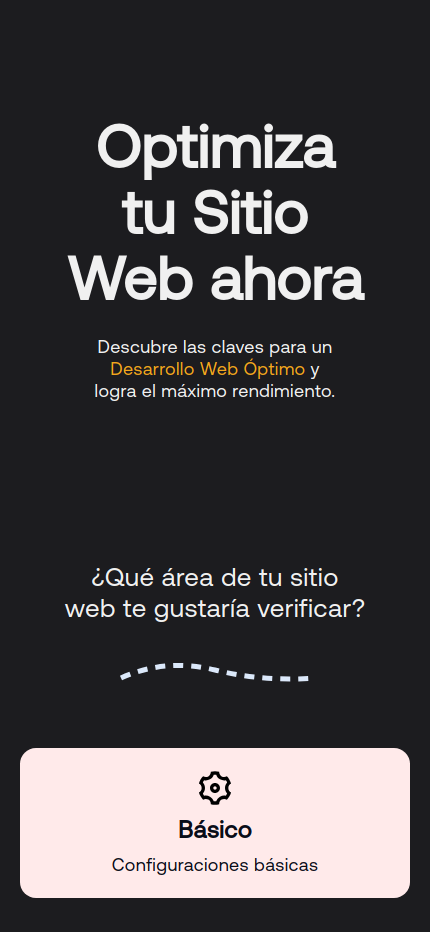 Optimiza
tu Sitio
Web ahora
Descubre las claves para un
Desarrollo Web Óptimo y
logra el máximo rendimiento.
¿Qué área de tu sitio
web te gustaría verificar?
Básico
Configuraciones básicas